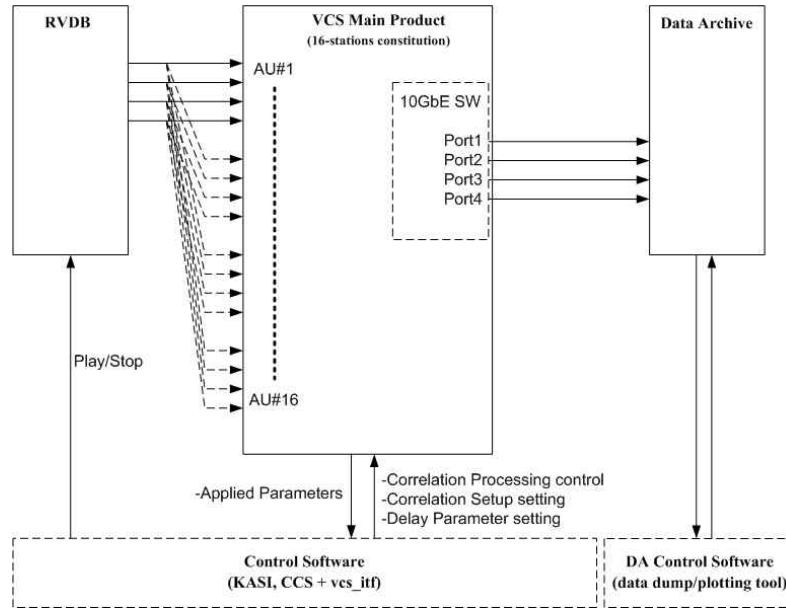 RVDB
VCS Main Product
(16-stations constitution)
Data Archive
AU#1
10GbE SW
Port1
Port2
Port3
Port4
Play/Stop
AU#16
-Applied Parameters
-Correlation Processing control
-Correlation Setup setting
-Delay Parameter setting
Control Software
(KASI, CCS + vcs_itf)
DA Control Software
(data dump/plotting tool)